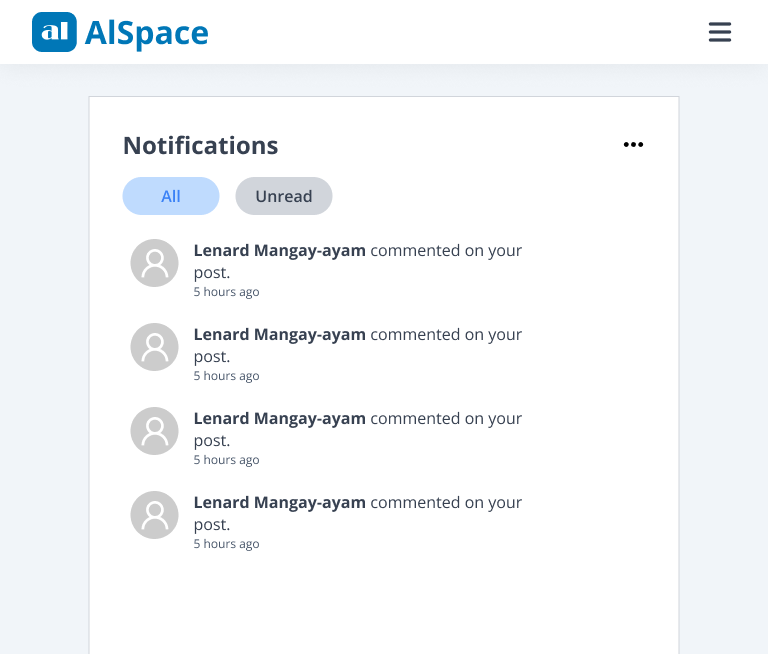 al AlSpace
Notifications
All Unread
Lenard Mangay-ayam commented on your
post.
5 hours ago
Lenard Mangay-ayam commented on your
post.
5 hours ago
Lenard Mangay-ayam commented on your
post.
5 hours ago
Lenard Mangay-ayam commented on your
post.
5 hours ago